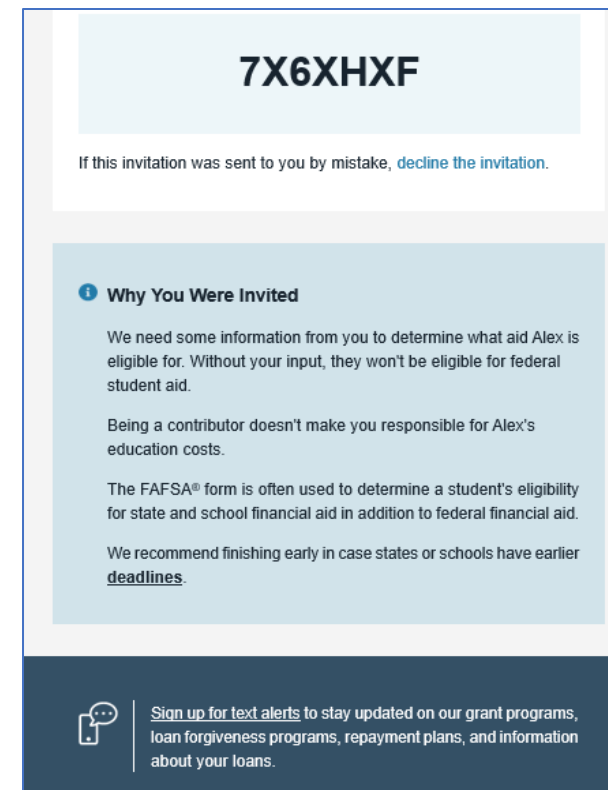 7X6XHXF
If this invitation was sent to you by mistake, decline the invitation.
Why You Were Invited
We need some information from you to determine what aid Alex is
eligible for. Without your input, they won't be eligible for federal
student aid.
Being a contributor doesn't make you responsible for Alex's
education costs.
The FAFSA® form is often used to determine a student's eligibility
for state and school financial aid in addition to federal financial aid.
We recommend finishing early in case states or schools have earlier
deadlines.
Sign up for text alerts to stay updated on our grant programs,
loan forgiveness programs, repayment plans, and information
about your loans.